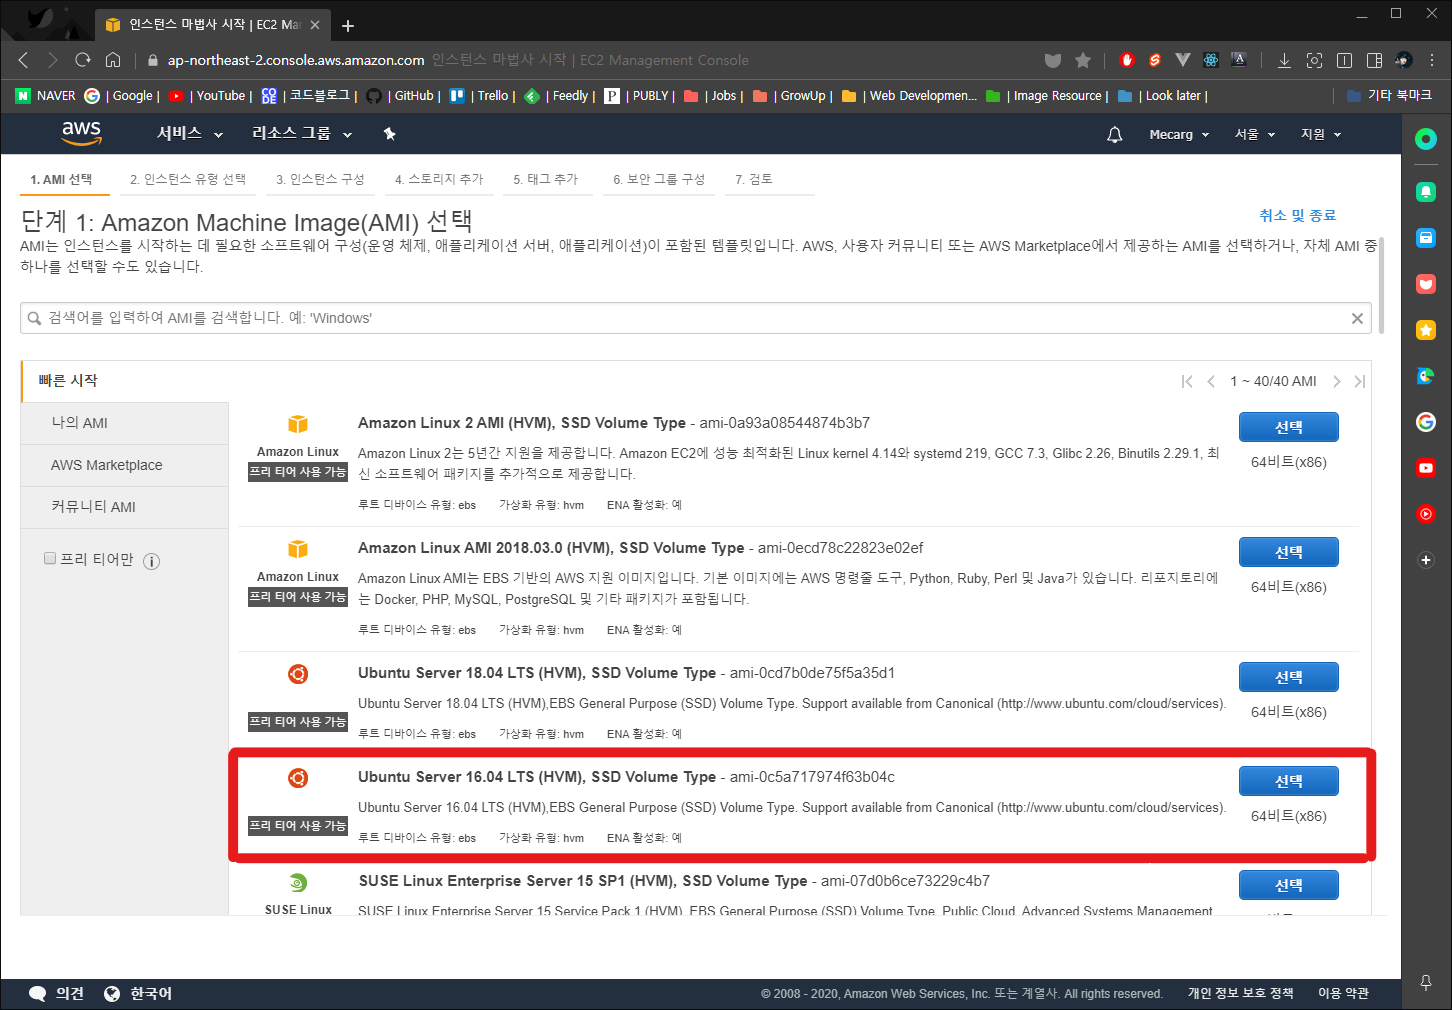 인스턴스 마법사 시작 | EC2 Ma
ap-northeast-2.console.aws.amazon.com 인스턴스 마법사 시작 | EC2 Management Console
NAVER | Google | | YouTube | | 코드블로그 | | GitHub | | Trello | | Feedly | | PUBLY | | Jobs | | GrowUp | | Web Developmen... | Image Resource | | Look later | 기타 북마크
aws 서비스 리소스 그룹 Mecarg 서울 지원
1. AMI 선택 2. 인스턴스 유형 선택 3. 인스턴스 구성 4. 스토리지 추가 5. 태그 추가 6. 보안 그룹 구성 7. 검토
단계 1: Amazon Machine Image(AMI) 선택 취소 및 종료
AMI는 인스턴스를 시작하는 데 필요한 소프트웨어 구성(운영 체제, 애플리케이션 서버, 애플리케이션)이 포함된 템플릿입니다. AWS, 사용자 커뮤니티 또는 AWS Marketplace에서 제공하는 AMI를 선택하거나, 자체 AMI 중
하나를 선택할 수도 있습니다.
검색어를 입력하여 AMI를 검색합니다. 예: 'Windows'
빠른 시작
나의 AMI
AWS Marketplace
커뮤니티 AMI
프리 티어만
1 ~ 40/40 AMI
Amazon Linux 2 AMI (HVM), SSD Volume Type - ami-0a93a08544874b3b7
선택
Amazon Linux
프리 티어 사용 가능
Amazon Linux 2는 5년간 지원을 제공합니다. Amazon EC2에 성능 최적화된 Linux kernel 4.14와 systemd 219, GCC 7.3, Glibc 2.26, Binutils 2.29.1, 최
신 소프트웨어 패키지를 추가적으로 제공합니다.
64비트(x86)
루트 디바이스 유형: ebs 가상화 유형: hvm ENA 활성화: 예
Amazon Linux AMI 2018.03.0 (HVM), SSD Volume Type - ami-0ecd78c22823e02ef
선택
Amazon Linux
프리 티어 사용 가능
Amazon Linux AMI는 EBS 기반의 AWS 지원 이미지입니다. 기본 이미지에는 AWS 명령줄 도구, Python, Ruby, Perl 및 Java가 있습니다. 리포지토리에
는 Docker, PHP, MySQL, PostgreSQL 및 기타 패키지가 포함됩니다.
64비트(x86)
루트 디바이스 유형: ebs 가상화 유형: hvm ENA 활성화: 예
Ubuntu Server 18.04 LTS (HVM), SSD Volume Type - ami-0cd7b0de75f5a35d1
선택
프리 티어 사용 가능
Ubuntu Server 18.04 LTS (HVM),EBS General Purpose (SSD) Volume Type. Support available from Canonical (http://www.ubuntu.com/cloud/services).
64비트(x86)
루트 디바이스 유형: ebs 가상화 유형: hvm ENA 활성화: 예
Ubuntu Server 16.04 LTS (HVM), SSD Volume Type - ami-0c5a717974f63b04c
선택
프리 티어 사용 가능
Ubuntu Server 16.04 LTS (HVM),EBS General Purpose (SSD) Volume Type. Support available from Canonical (http://www.ubuntu.com/cloud/services).
64비트(x86)
루트 디바이스 유형: ebs 가상화 유형: hvm ENA 활성화: 예
SUSE Linux Enterprise Server 15 SP1 (HVM), SSD Volume Type - ami-07d0b6ce73229c4b7
선택
SUSE Linux
SUSE Linux Enterprise Server 15 Service Pack 1 (HVM), EBS General Purpose (SSD) Volume Type. Public Cloud, Advanced Systems Management
의견 한국어 © 2008 - 2020, Amazon Web Services, Inc. 또는 계열사. All rights reserved. 개인 정보 보호 정책 이용 약관